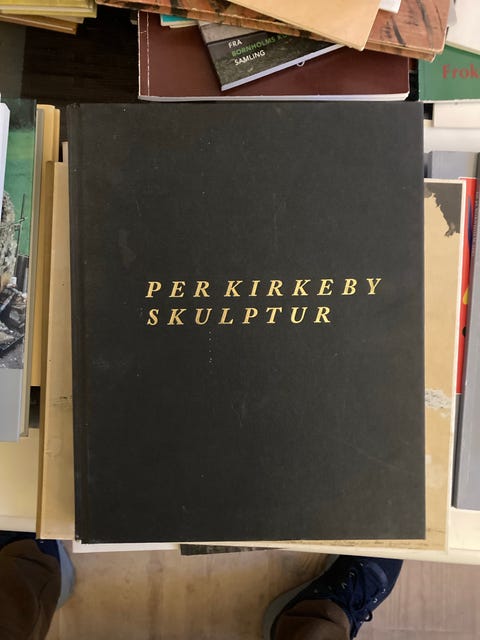 FRA
BORNHOLMS
SAMLING
PER KIRKEBY
SKULPTUR